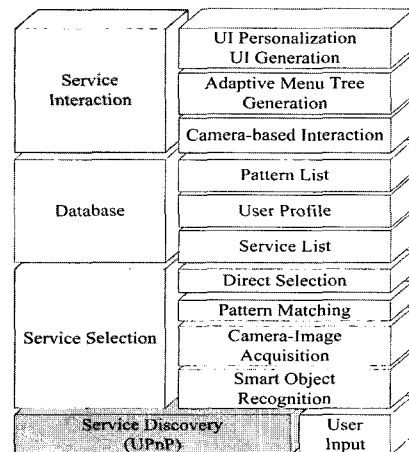 UI Personalization
UI Generation
Service
Interaction
Adaptive Menu Tree
Generation
Camera-based Interaction
Pattern List
Database
User Profile
Service List
Direct Selection
Pattern Matching
Service Selection
Camera-Image
Acquisition
Smart Object
Recognition
Service Discovery
(UPnP)
User
Input